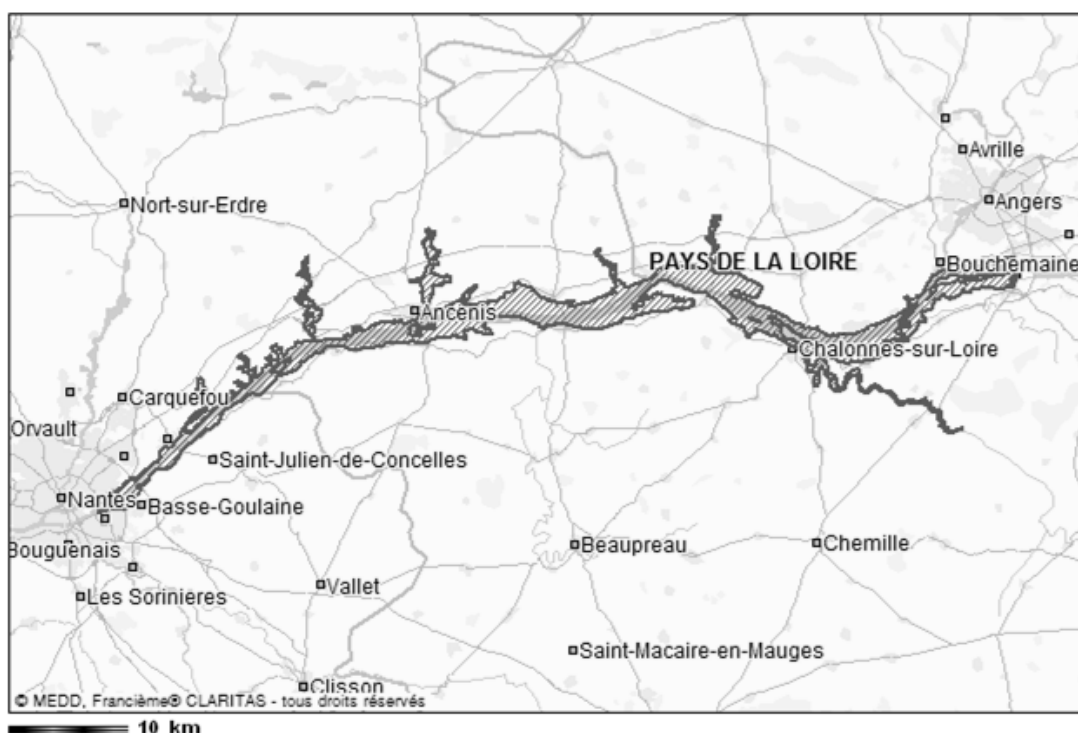 Avrille
Angers
Nort-sur-Erdre
PAYS DE LA LOIRE
Bouchemaine
Ancenis
Chalonnes-sur-Loire
Carquefou
Orvault
Saint-Julien-de-Concelles
Nantes
Basse-Goulaine
Bouguenais
Beaupreau
Chemille
Vallet
Les Sorinieres
Saint-Macaire-en-Mauges
Clisson
© MEDD, Francième® CLARITAS - tous droits réservés
10 km